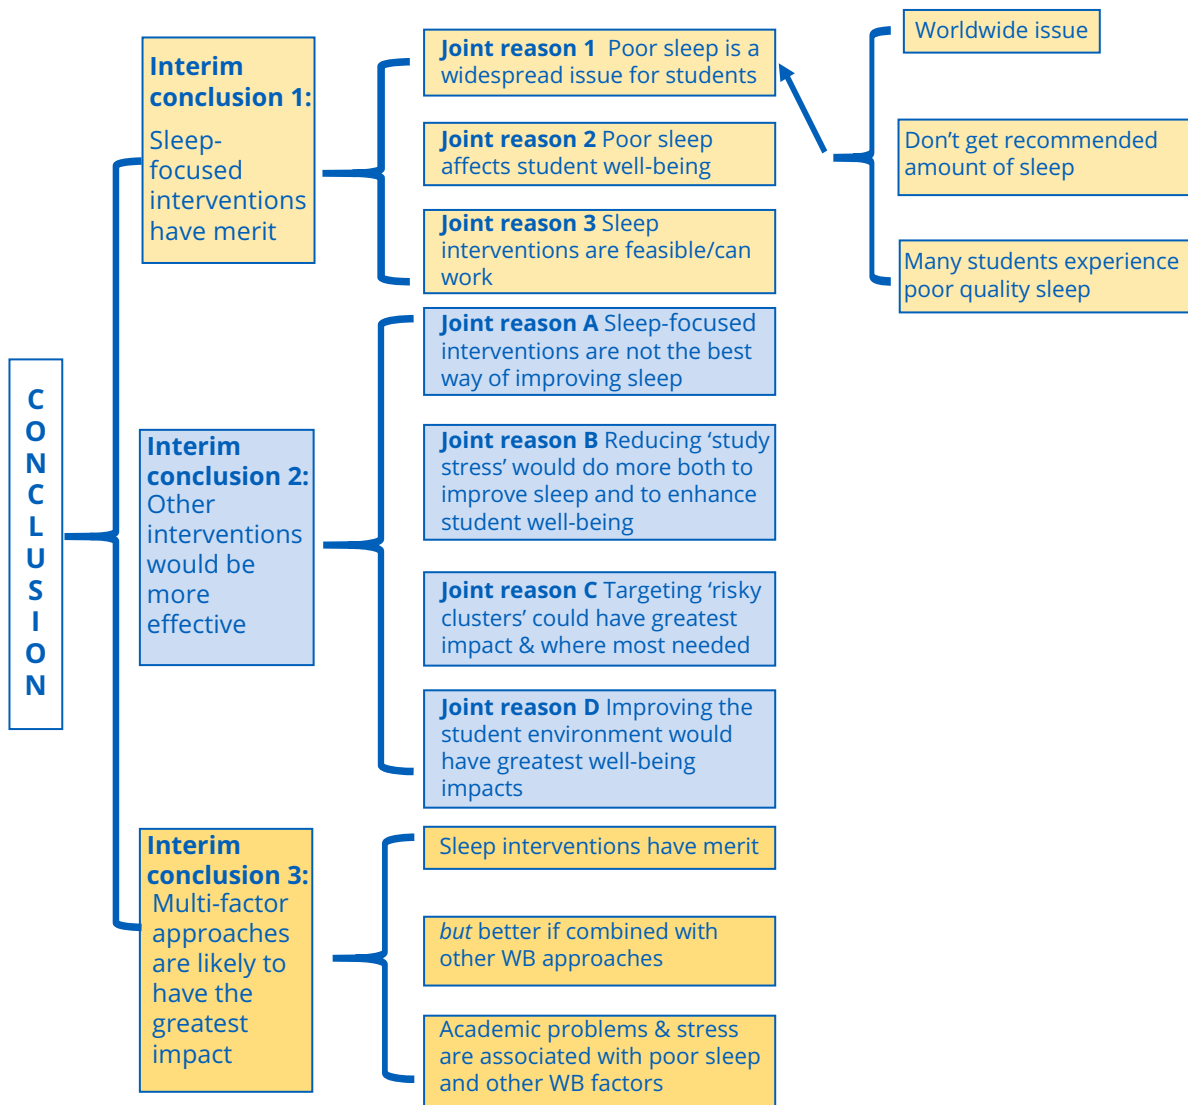 CONCLUSION
Interim
conclusion 1:
Sleep-
focused
interventions
have merit
Joint reason 1 Poor sleep is a
widespread issue for students
Worldwide issue
Don’t get recommended
amount of sleep
Many students experience
poor quality sleep
Joint reason 2 Poor sleep
affects student well-being
Joint reason 3 Sleep
interventions are feasible/can
work
Interim
conclusion 2:
Other
interventions
would be
more
effective
Joint reason A Sleep-focused
interventions are not the best
way of improving sleep
Joint reason B Reducing ‘study
stress’ would do more both to
improve sleep and to enhance
student well-being
Joint reason C Targeting ‘risky
clusters’ could have greatest
impact & where most needed
Joint reason D Improving the
student environment would
have greatest well-being
impacts
Interim
conclusion 3:
Multi-factor
approaches
are likely to
have the
greatest
impact
Sleep interventions have merit
but better if combined with
other WB approaches
Academic problems & stress
are associated with poor sleep
and other WB factors